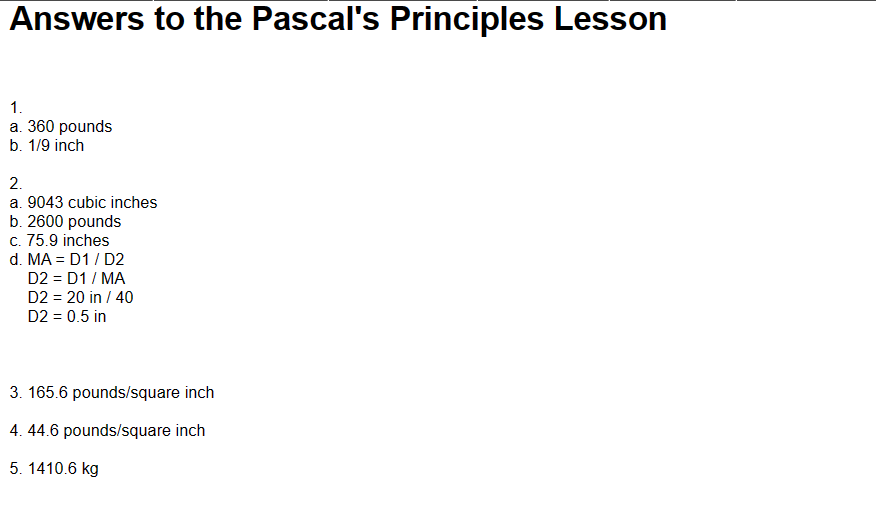 Answers to the Pascal's Principles Lesson
1.
a. 360 pounds
b. 1/9 inch
2.
a. 9043 cubic inches
b. 2600 pounds
c. 75.9 inches
d. MA = D1 / D2
D2 = D1 / MA
D2 = 20 in / 40
D2 = 0.5 in
3. 165.6 pounds/square inch
4. 44.6 pounds/square inch
5. 1410.6 kg